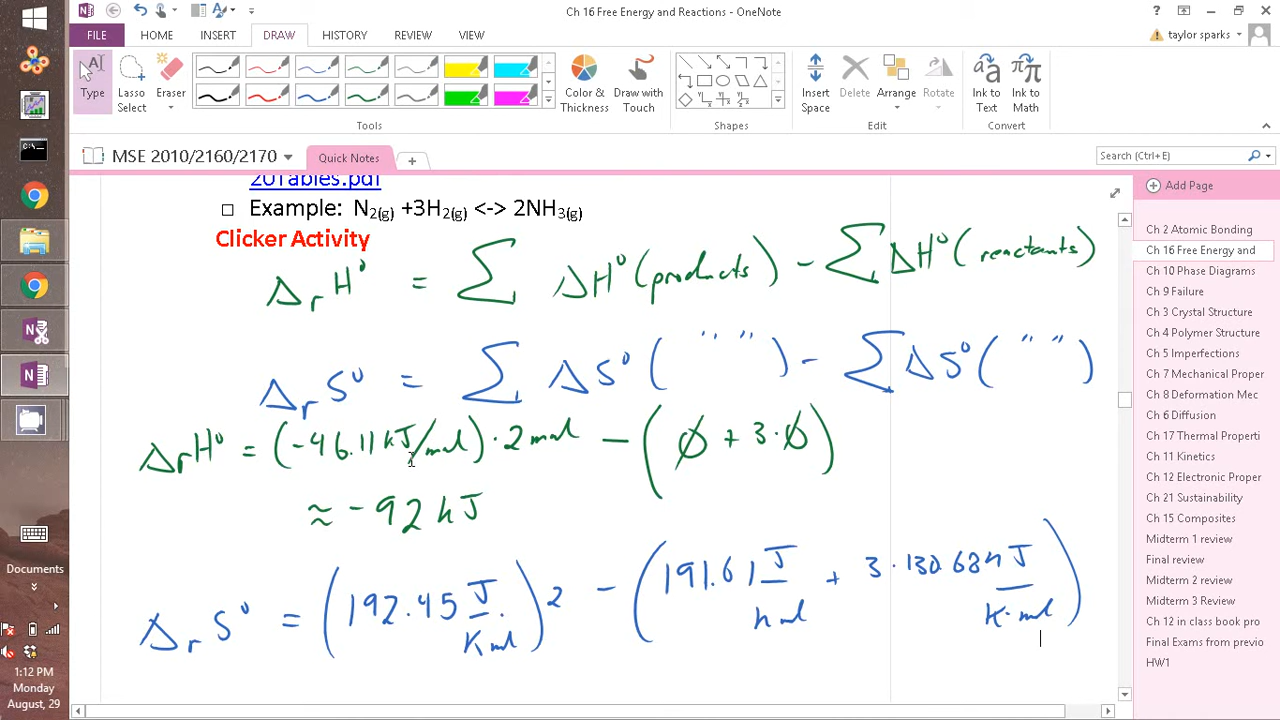 Ch 16 Free Energy and Reactions - OneNote
FILE HOME INSERT DRAW HISTORY REVIEW VIEW
taylor sparks
Type
Lasso Select
Eraser
Color & Thickness
Draw with Touch
Insert Space
Delete
Arrange
Rotate
Ink to Text
Ink to Math
Tools
Shapes
Edit
Convert
MSE 2010/2160/2170
Quick Notes
Search (Ctrl+E)
20Tables.pdf
Example: N2(g) +3H2(g) <-> 2NH3(g)
Clicker Activity
ΔrH° = Σ ΔH°(products) - ΣΔH°(reactants)
ΔrS° = Σ ΔS°( " " ) - ΣΔS°( " " )
ΔrH° = (-46.11 kJ/mol)·2mol - (∅ + 3·∅)
≈ -92 kJ
ΔrS° = (192.45 J/K·mol)2 - (191.61 J/K mol + 3·130.684 J/K·mol)
Add Page
Ch 2 Atomic Bonding
Ch 16 Free Energy and
Ch 10 Phase Diagrams
Ch 9 Failure
Ch 3 Crystal Structure
Ch 4 Polymer Structure
Ch 5 Imperfections
Ch 7 Mechanical Proper
Ch 8 Deformation Mec
Ch 6 Diffusion
Ch 17 Thermal Properti
Ch 11 Kinetics
Ch 12 Electronic Proper
Ch 21 Sustainability
Ch 15 Composites
Midterm 1 review
Final review
Midterm 2 review
Midterm 3 Review
Ch 12 in class book pro
Final Exams from previo
HW1
Documents
1:12 PM
Monday
August, 29